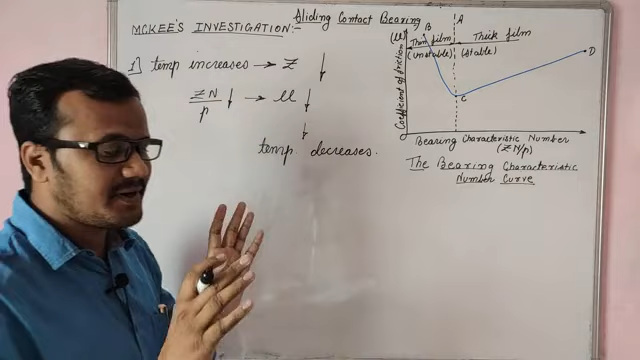 Sliding Contact Bearing
MCKEE'S INVESTIGATION:-
1) temp increases → Z ↓
ZN/p ↓ → μ ↓
↓
temp. decreases.
(μ)
Coefficient of friction
A
B
Thin film
Thick film
(unstable)
(stable)
C
D
Bearing Characteristic Number
(ZN/p)
The Bearing Characteristic
Number Curve